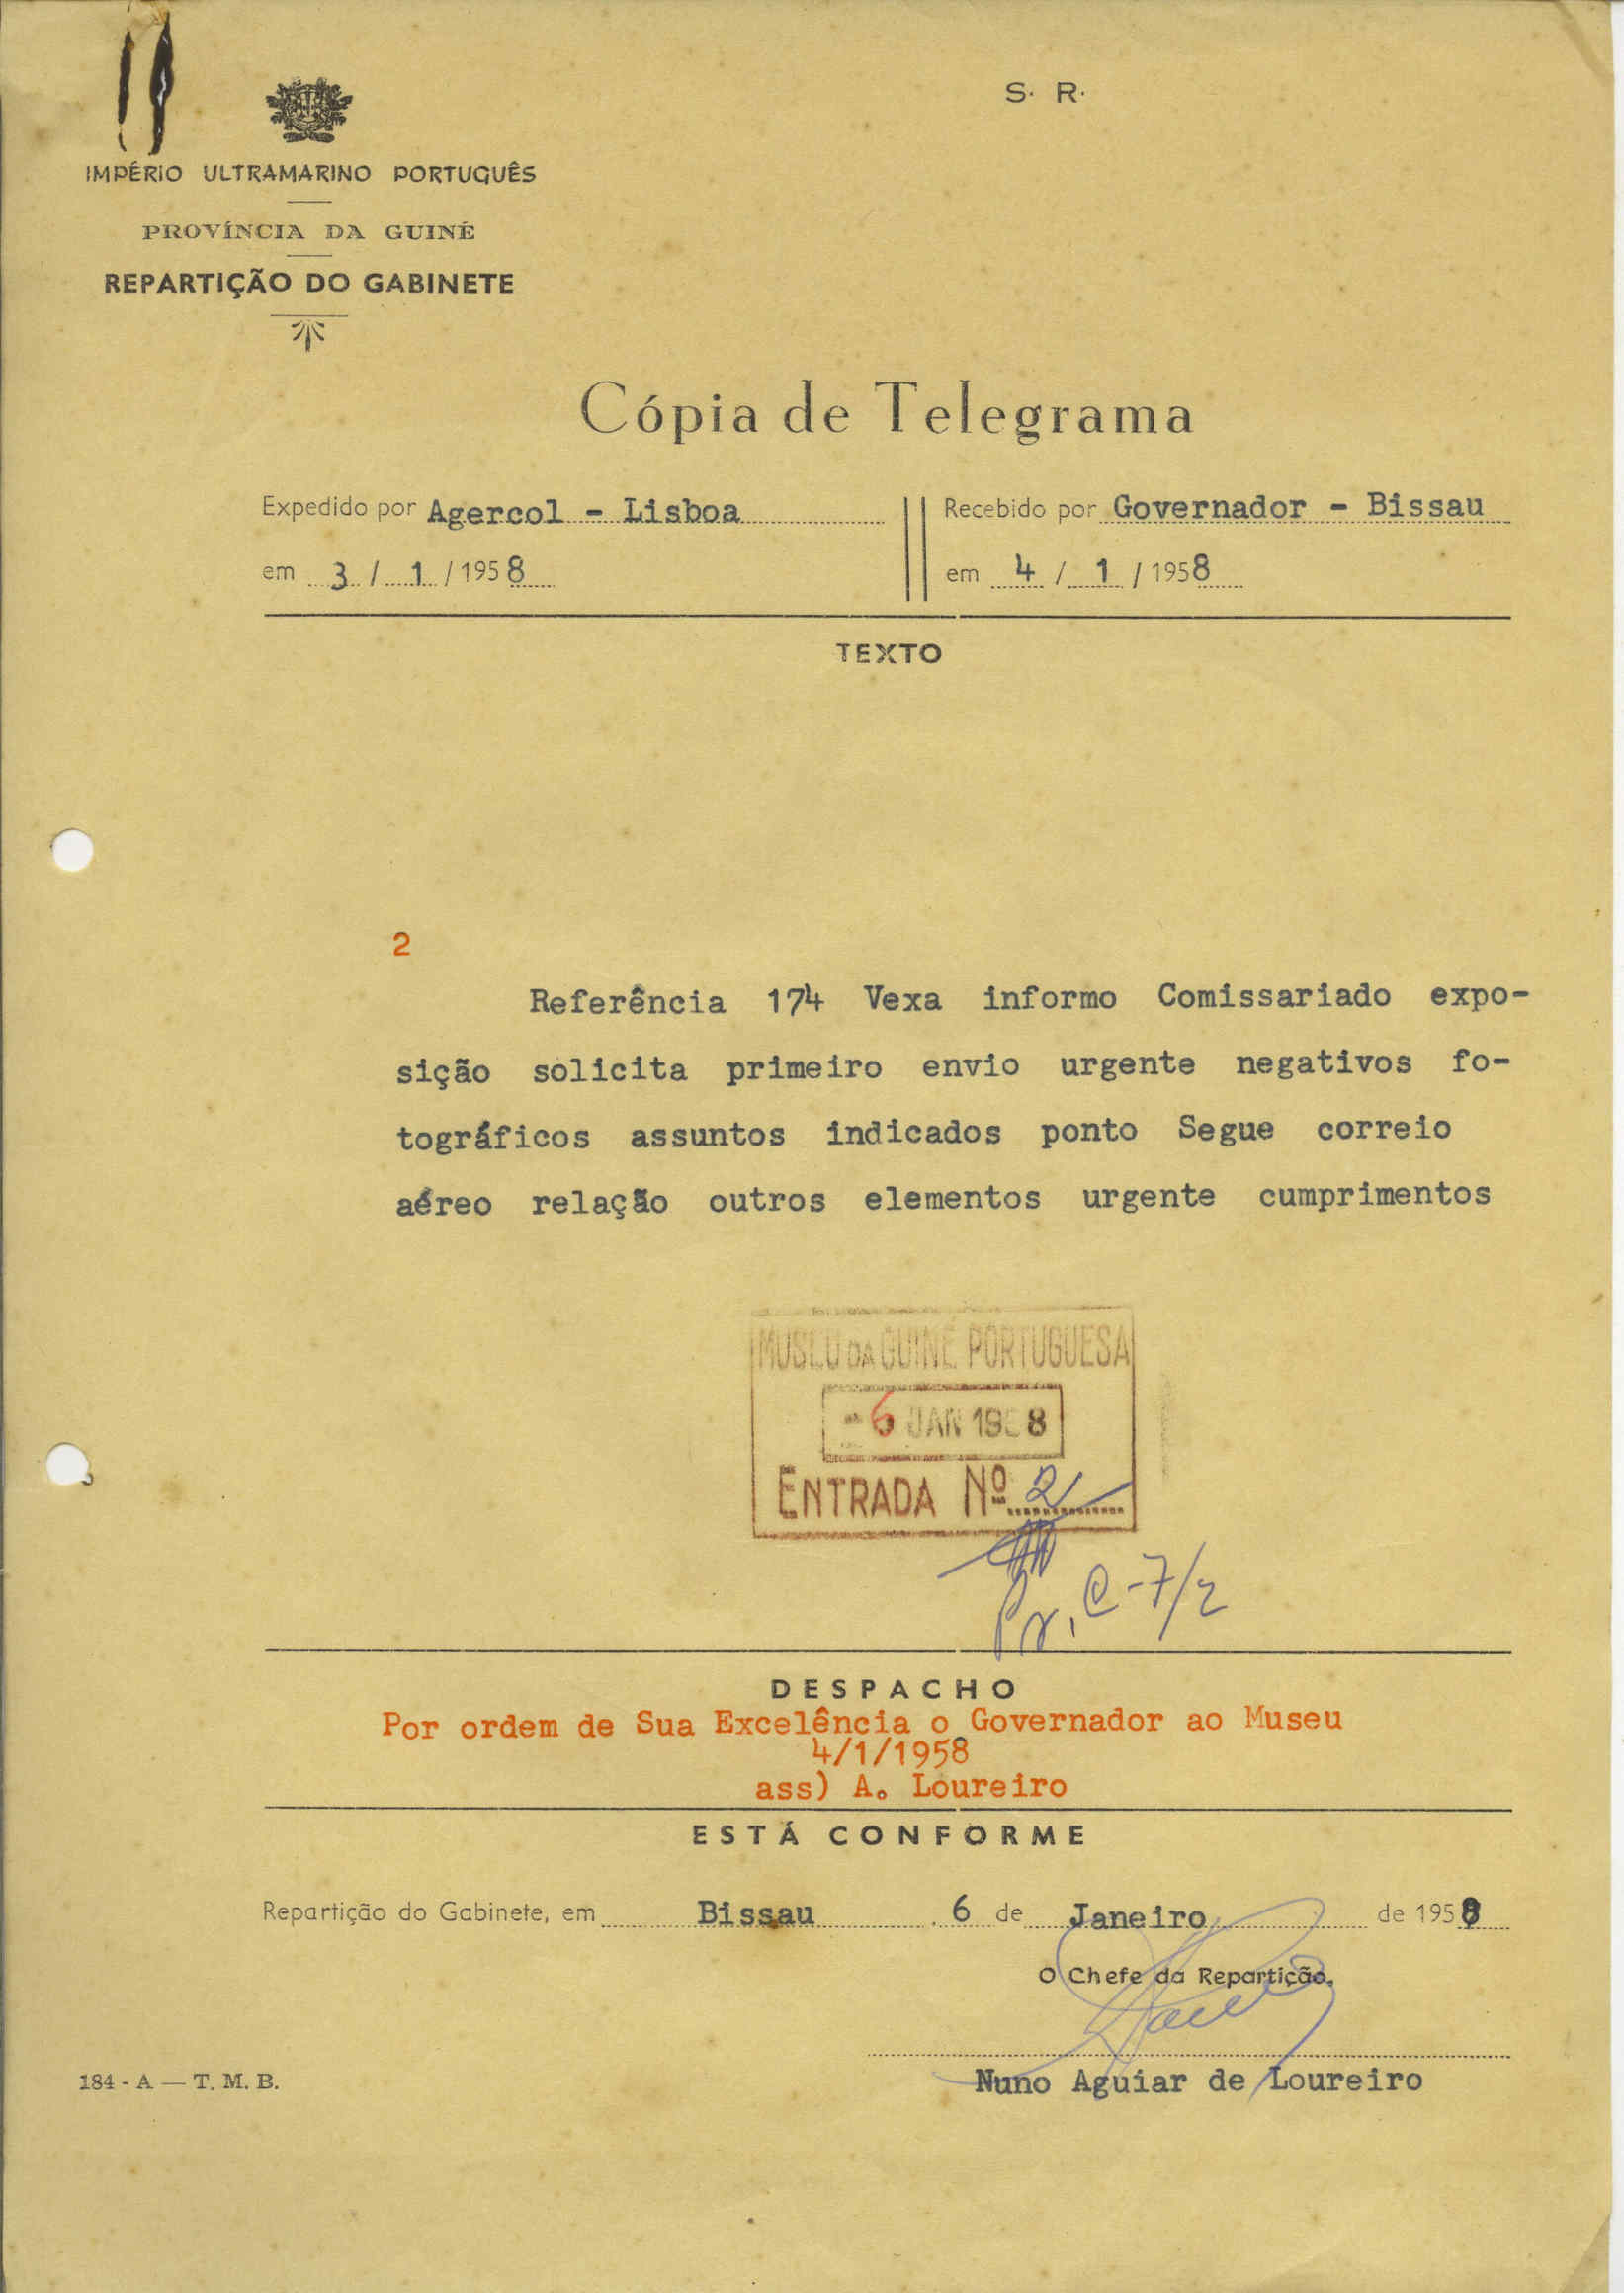 S. R.
IMPÉRIO ULTRAMARINO PORTUGUÊS
PROVÍNCIA DA GUINÉ
REPARTIÇÃO DO GABINETE
Cópia de Telegrama
Expedido por Agercol - Lisboa
em 3 / 1 / 1958
Recebido por Governador - Bissau
em 4 / 1 / 1958
TEXTO
2
Referência 174 Vexa informo Comissariado expo-
sição solicita primeiro envio urgente negativos fo-
tográficos assuntos indicados ponto Segue correio
aéreo relação outros elementos urgente cumprimentos
MUSEU DA GUINÉ PORTUGUESA
-6 JAN 1958
ENTRADA Nº 2
Pr. C-7/2
DESPACHO
Por ordem de Sua Excelência o Governador ao Museu
4/1/1958
ass) A. Loureiro
ESTÁ CONFORME
Repartição do Gabinete, em Bissau, 6 de Janeiro de 1958
O Chefe da Repartição,
Nuno Aguiar de Loureiro
184 - A — T. M. B.